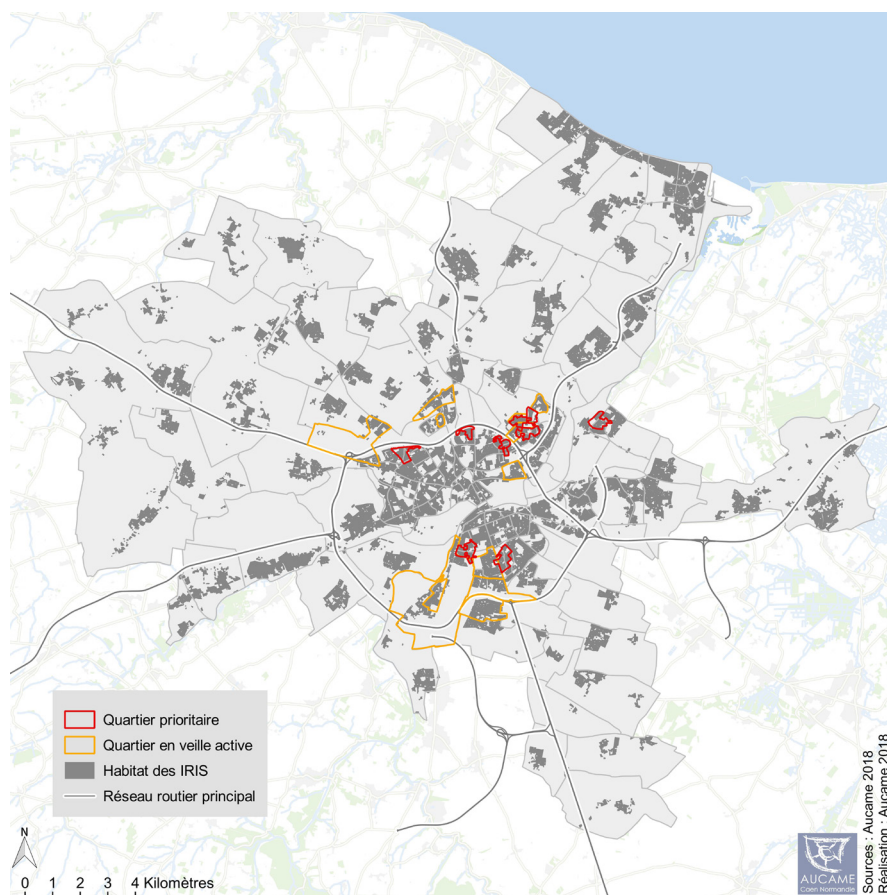 Quartier prioritaire
Quartier en veille active
Habitat des IRIS
Réseau routier principal
N
0 1 2 3 4 Kilomètres
AUCAME
Caen Normandie
Sources : Aucame 2018
Réalisation : Aucame 2018